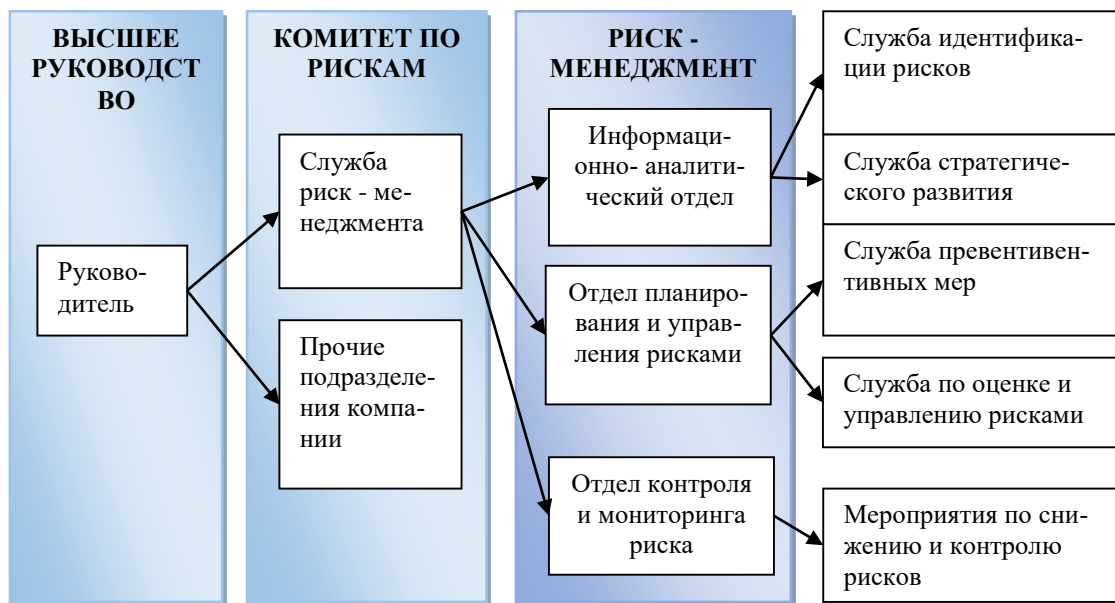 ВЫСШЕЕ
РУКОВОДСТ
ВО
Руково-
дитель
КОМИТЕТ ПО
РИСКАМ
Служба
риск - ме-
неджмента
Прочие
подразделе-
ния компа-
нии
РИСК -
МЕНЕДЖМЕНТ
Информаци-
онно- аналити-
ческий отдел
Отдел планиро-
вания и управ-
ления рисками
Отдел контроля
и мониторинга
риска
Служба идентифика-
ции рисков
Служба стратегиче-
ского развития
Служба превентивен-
тивных мер
Служба по оценке и
управлению рисками
Мероприятия по сни-
жению и контролю
рисков